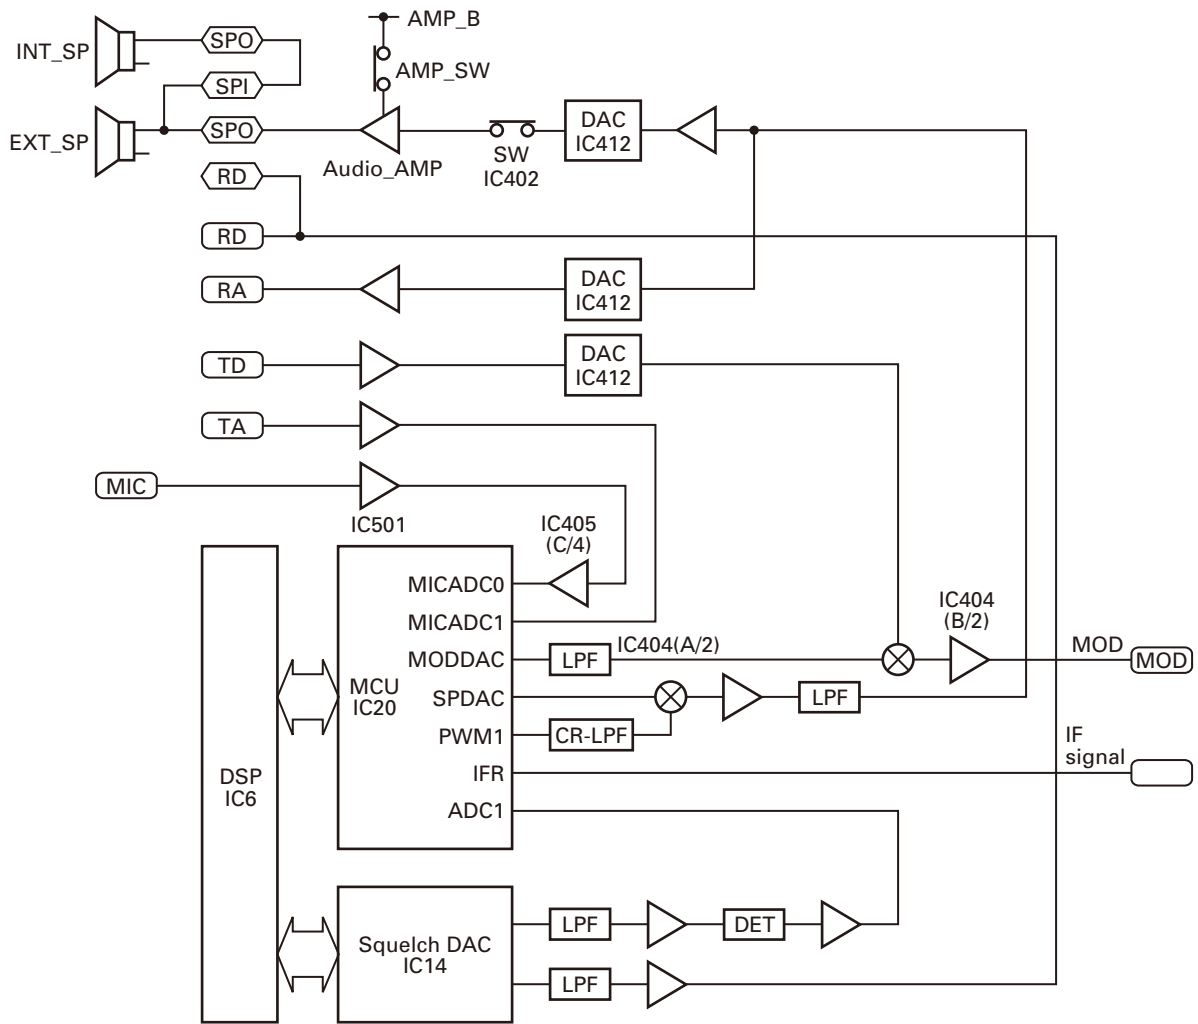 AMP_B
INT_SP
SPO
AMP_SW
SPI
EXT_SP
SPO
DAC
IC412
SW
IC402
Audio_AMP
RD
RD
RA
DAC
IC412
TD
DAC
IC412
TA
MIC
IC501
IC405
(C/4)
MICADC0
MICADC1
MODDAC
SPDAC
PWM1
IFR
ADC1
MCU
IC20
LPF
IC404(A/2)
IC404
(B/2)
MOD
MOD
LPF
CR-LPF
IF
signal
DSP
IC6
Squelch DAC
IC14
LPF
DET
LPF